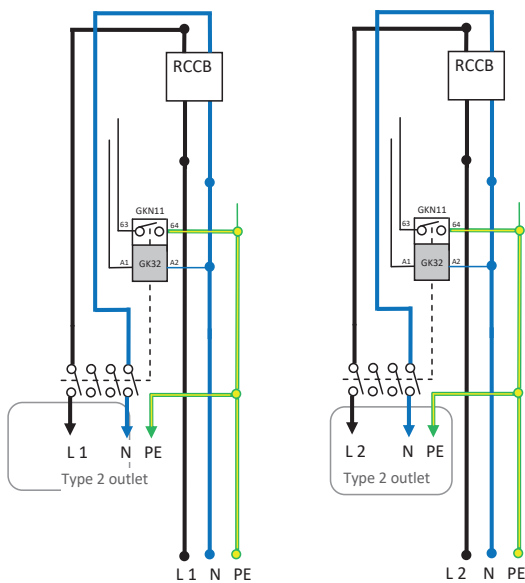 RCCB
GKN11
63
64
A1
GK32
A2
L 1
N
PE
Type 2 outlet
L 1
N
PE
RCCB
GKN11
63
64
A1
GK32
A2
L 2
N
PE
Type 2 outlet
L 2
N
PE